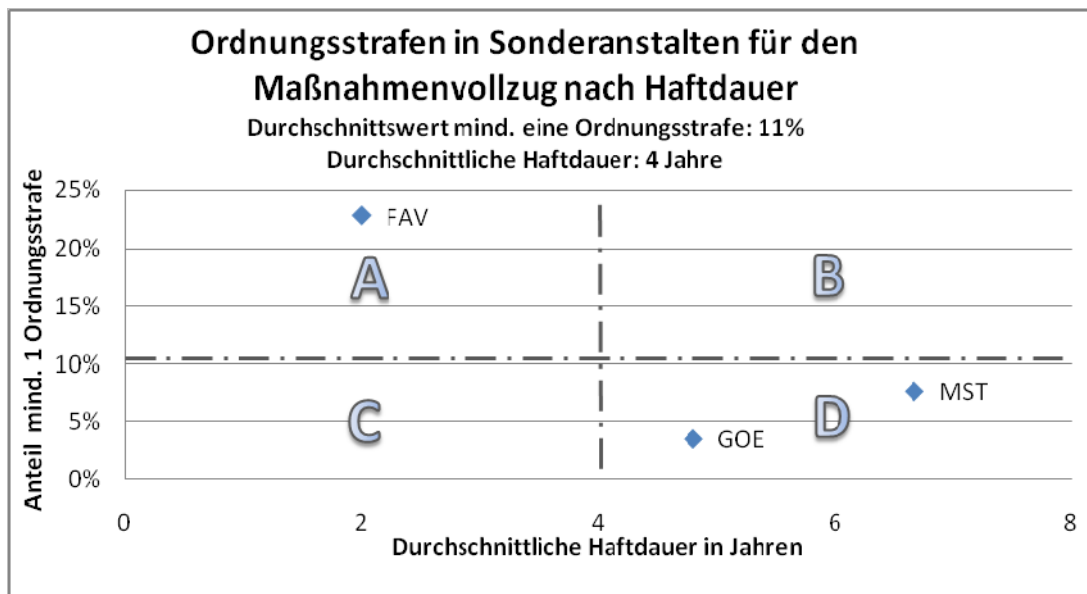 Ordnungsstrafen in Sonderanstalten für den
Maßnahmenvollzug nach Haftdauer
Durchschnittswert mind. eine Ordnungsstrafe: 11%
Durchschnittliche Haftdauer: 4 Jahre
Anteil mind. 1 Ordnungsstrafe
25%
20%
15%
10%
5%
0%
FAV
A
B
C
D
MST
GOE
0 2 4 6 8
Durchschnittliche Haftdauer in Jahren